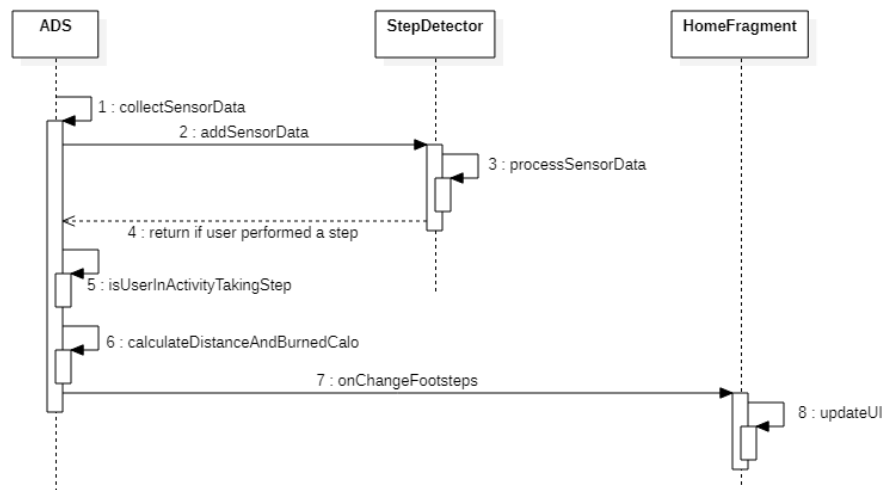 ADS
StepDetector
HomeFragment
1 : collectSensorData
2 : addSensorData
3 : processSensorData
4 : return if user performed a step
5 : isUserInActivityTakingStep
6 : calculateDistanceAndBurnedCalo
7 : onChangeFootsteps
8 : updateUI